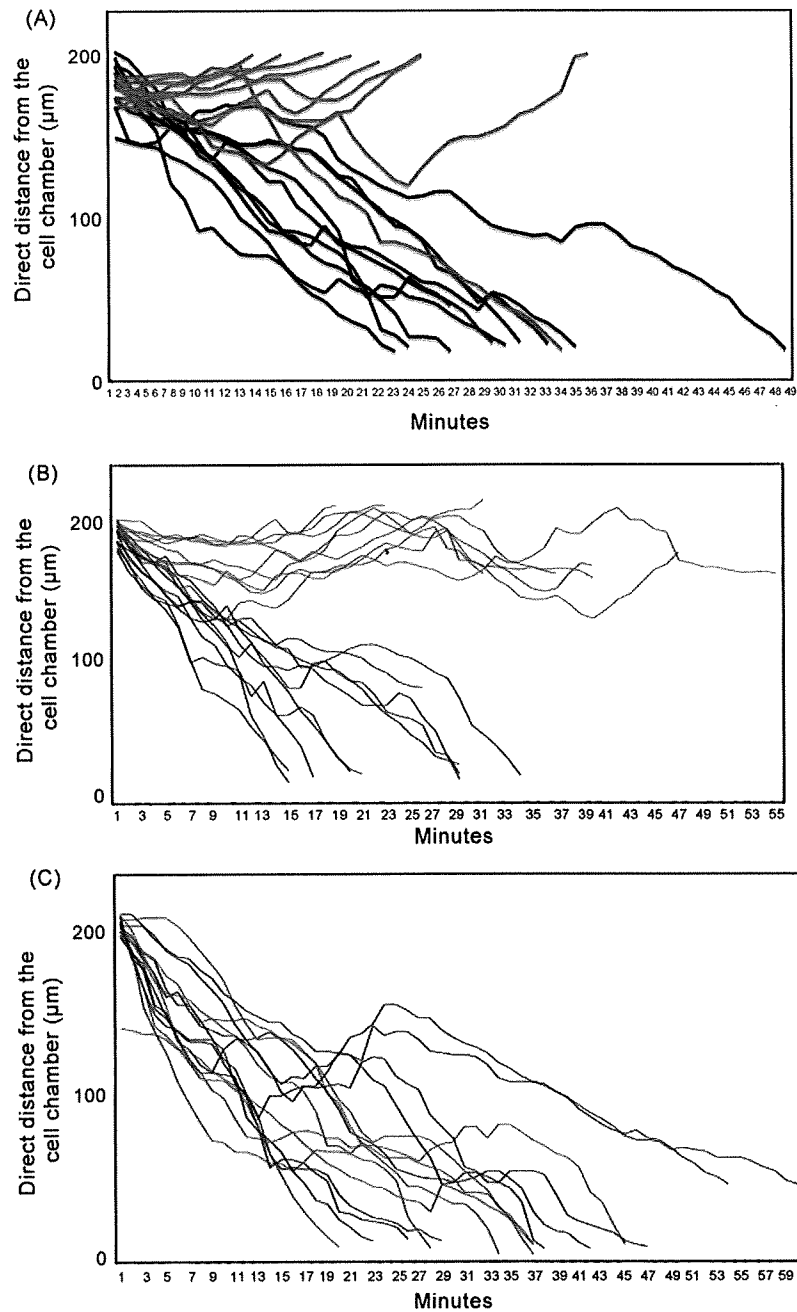 (A)
200
100
0
Direct distance from the
cell chamber (µm)
1 2 3 4 5 6 7 8 9 10 11 12 13 14 15 16 17 18 19 20 21 22 23 24 25 26 27 29 30 31 32 33 34 35 36 37 38 39 40 41 42 43 44 45 46 47 48 49
Minutes
(B)
200
100
0
Direct distance from the
cell chamber (µm)
1 3 5 7 9 11 13 15 17 19 21 23 25 27 29 31 35 37 39 41 43 45 47 49 51 53 55
Minutes
(C)
200
100
0
Direct distance from the
cell chamber (µm)
1 3 5 7 9 11 13 15 17 19 21 23 25 27 29 31 35 37 41 43 45 47 49 51 53 55 57 59
Minutes